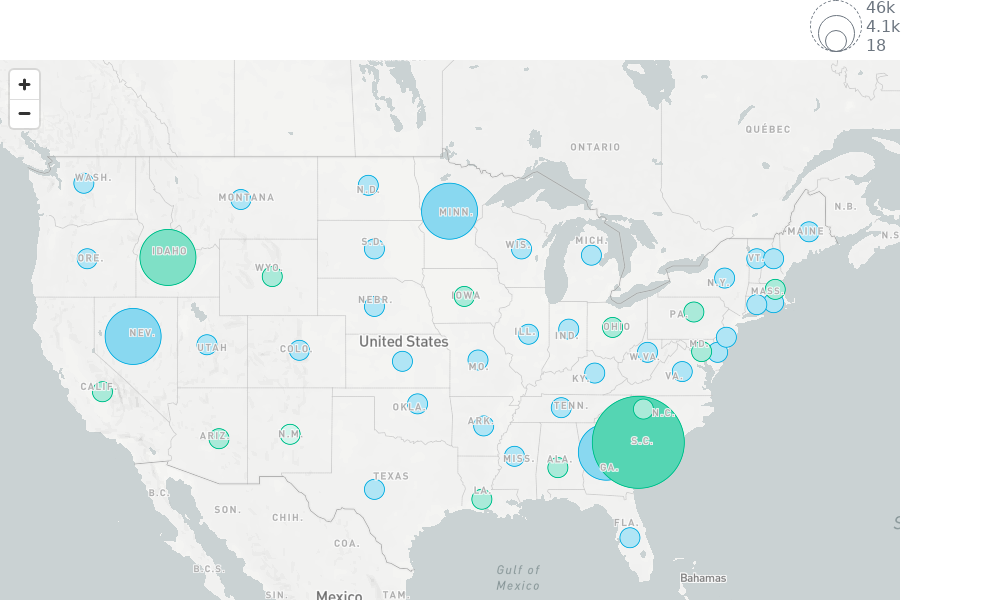 46k
4.1k
18
+
−
QUÉBEC
ONTARIO
WASH.
N.D.
MONTANA
N.B.
MINN.
MAINE
N.S
WIS.
MICH.
S.D.
IDAHO
ORE.
VT.
WYO.
N.Y.
MASS.
IOWA
NEBR.
PA.
OHIO
NEV.
ILL.
IND.
United States
MD.
UTAH
COLO.
W.VA.
MO.
KY.
VA.
CALIF.
OKLA.
TENN.
N.C.
ARK.
ARIZ.
N.M.
S.C.
MISS.
ALA.
GA.
TEXAS
LA.
B.C.
SON.
CHIH.
FLA.
COA.
B.C.S.
Gulf of
Mexico
Bahamas
SIN.
Mexico
TAM.
S